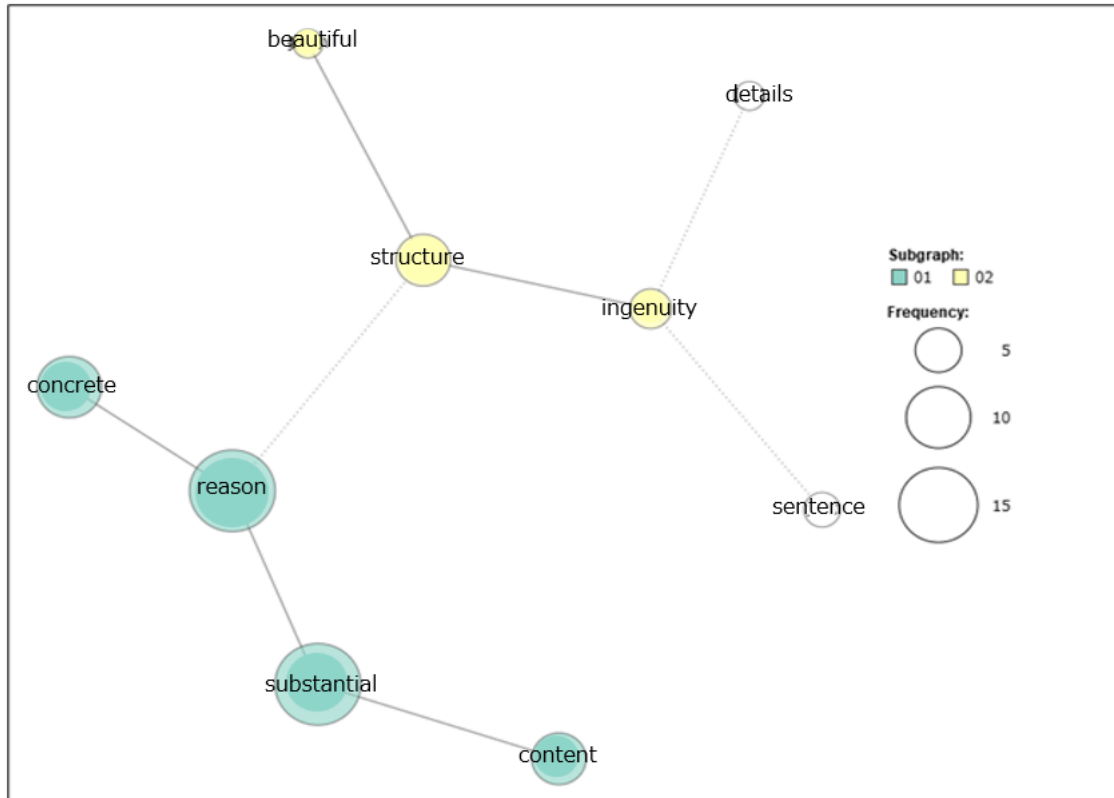 beautiful
details
structure
Subgraph:
01 02
ingenuity
Frequency:
5
concrete
10
reason
sentence
15
substantial
content